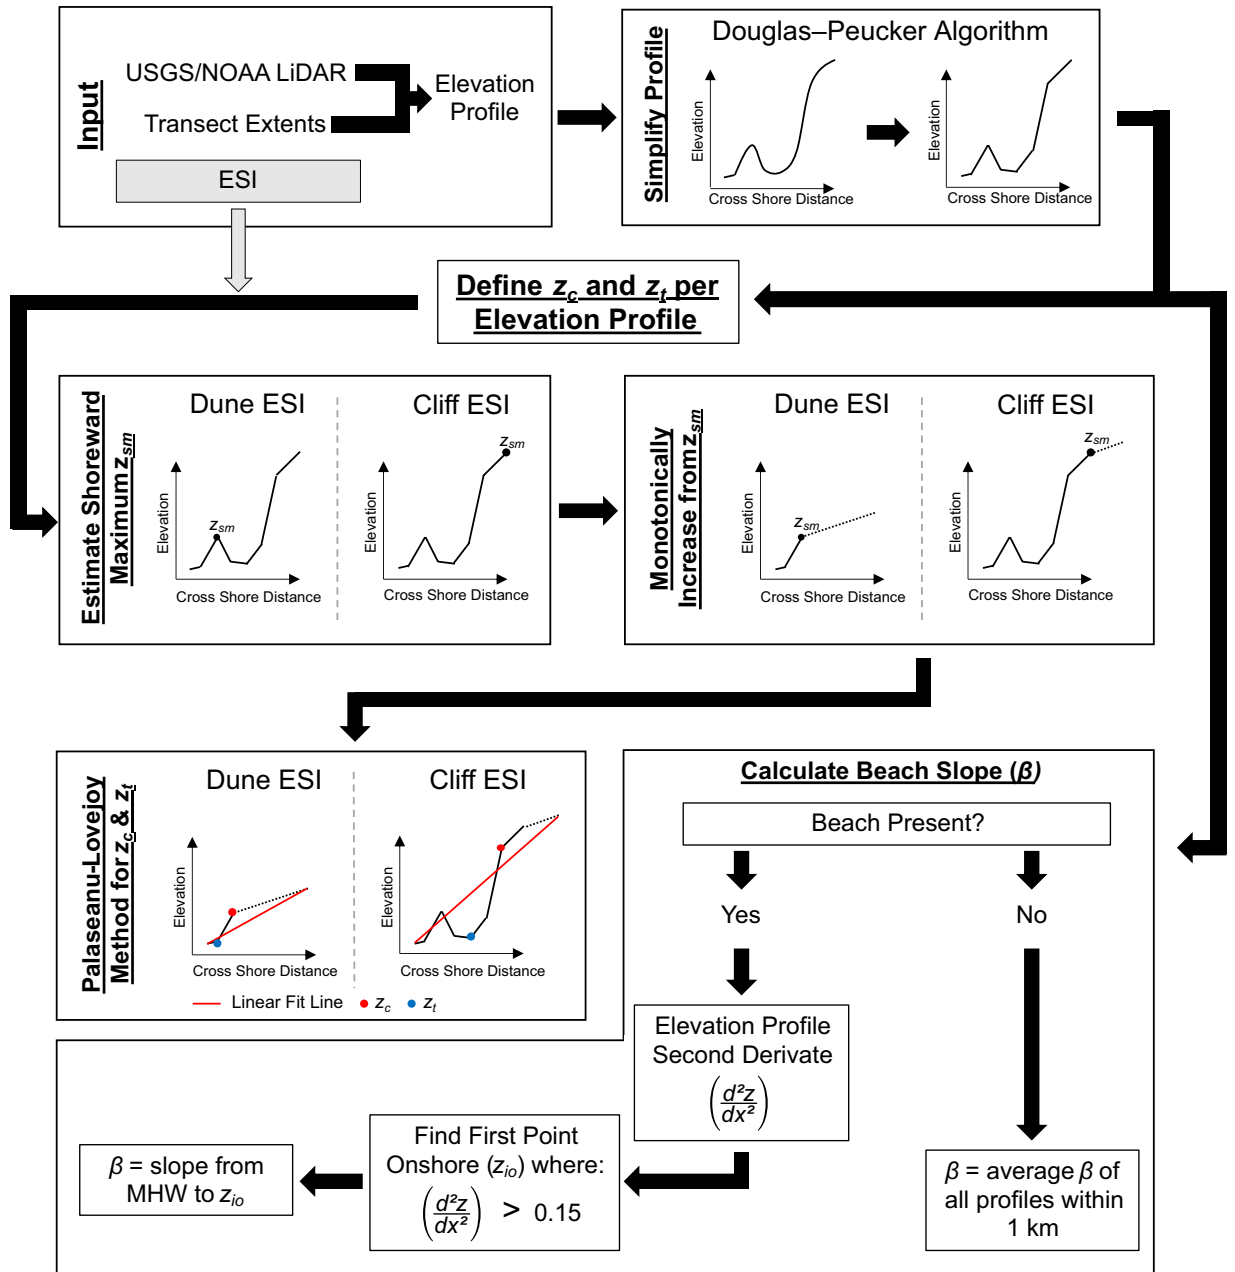 Input
USGS/NOAA LiDAR
Transect Extents
Elevation
Profile
ESI
Simplify Profile
Douglas–Peucker Algorithm
Elevation
Cross Shore Distance
Elevation
Cross Shore Distance
Define zc and zt per
Elevation Profile
Estimate Shoreward
Maximum zsm
Dune ESI
zsm
Elevation
Cross Shore Distance
Cliff ESI
zsm
Elevation
Cross Shore Distance
Monotonically
Increase from zsm
Dune ESI
zsm
Elevation
Cross Shore Distance
Cliff ESI
zsm
Elevation
Cross Shore Distance
Palaseanu-Lovejoy
Method for zc & zt
Dune ESI
Elevation
Cross Shore Distance
Cliff ESI
Elevation
Cross Shore Distance
Linear Fit Line zc zt
Calculate Beach Slope (β)
Beach Present?
Yes
No
Elevation Profile
Second Derivate
(d²z/dx²)
Find First Point
Onshore (zio) where:
(d²z/dx²) > 0.15
β = slope from
MHW to zio
β = average β of
all profiles within
1 km